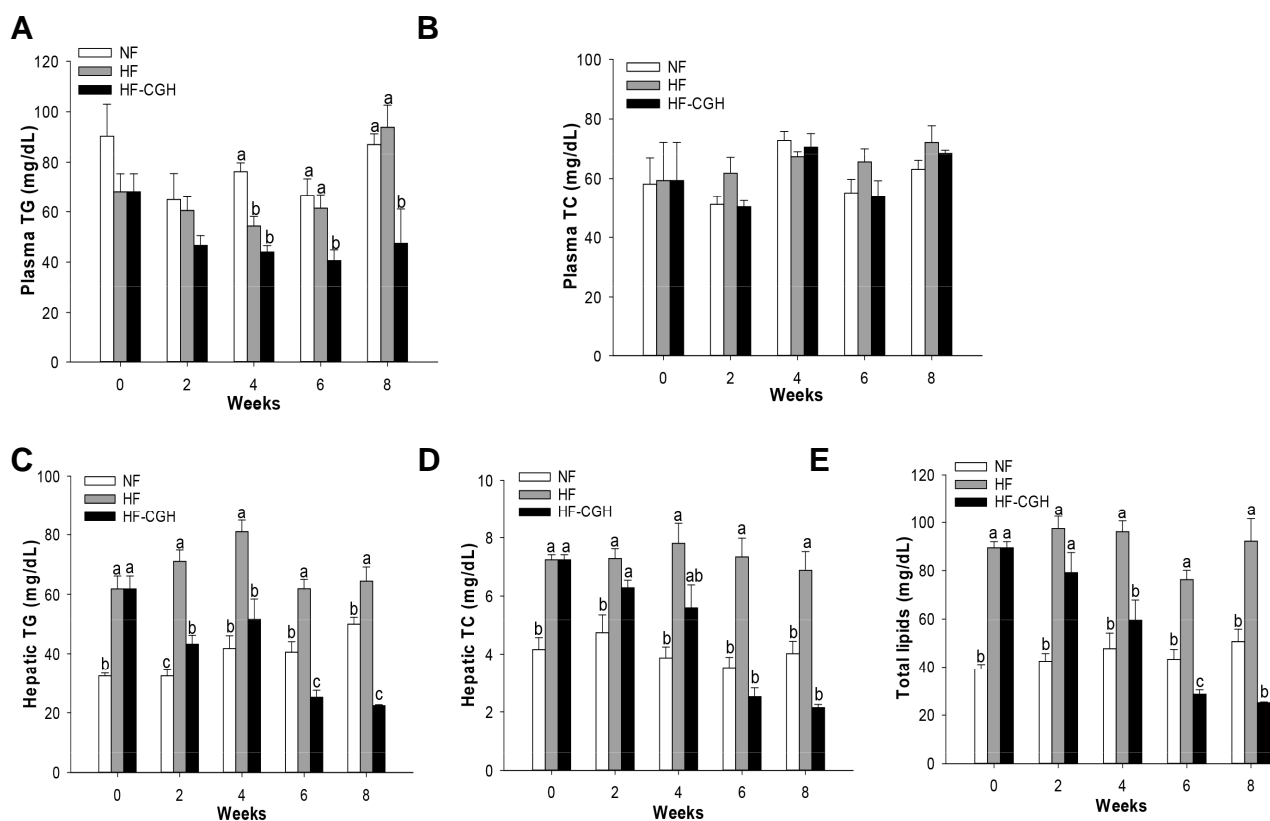 A
Plasma TG (mg/dL)
120
100
80
60
40
20
0
NF
HF
HF-CGH
a
b
b
a
a
b
a
a
b
0 2 4 6 8
Weeks
B
Plasma TC (mg/dL)
100
80
60
40
20
0
NF
HF
HF-CGH
0 2 4 6 8
Weeks
C
Hepatic TG (mg/dL)
100
80
60
40
20
0
NF
HF
HF-CGH
b a a
c a b
b a b
b a c
b a c
0 2 4 6 8
Weeks
D
Hepatic TC (mg/dL)
10
8
6
4
2
0
NF
HF
HF-CGH
b a a
b a a
b a ab
b a b
b a b
0 2 4 6 8
Weeks
E
Total lipids (mg/dL)
120
100
80
60
40
20
0
NF
HF
HF-CGH
b a a
b a a
b a b
b a c
b a b
0 2 4 6 8
Weeks